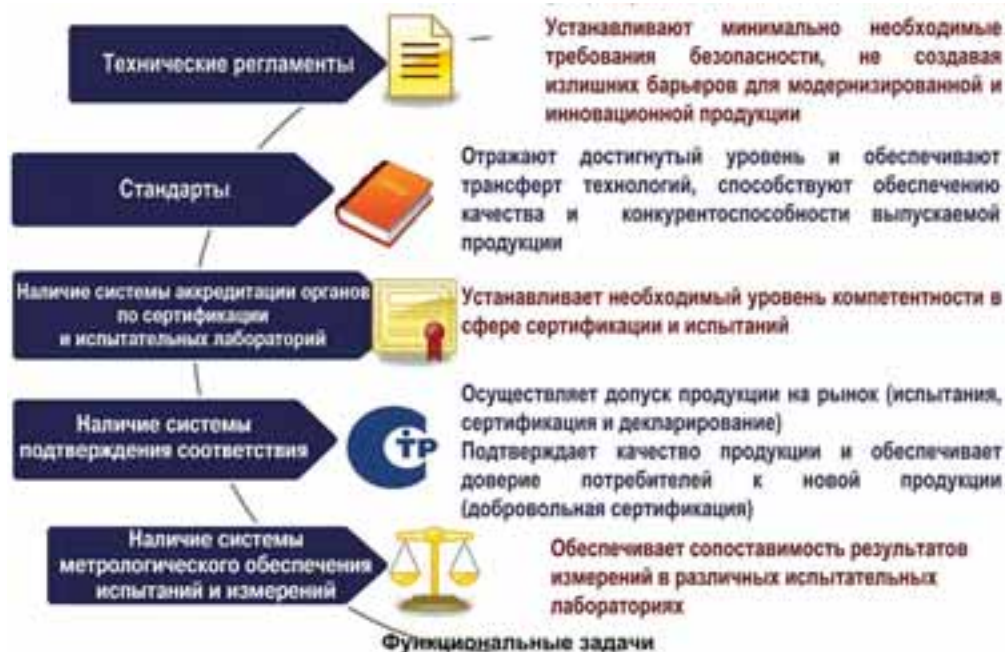 Технические регламенты
Устанавливают минимально необходимые
требования безопасности, не создавая
излишних барьеров для модернизированной и
инновационной продукции
Стандарты
Отражают достигнутый уровень и обеспечивают
трансферт технологий, способствуют обеспечению
качества и конкурентоспособности выпускаемой
продукции
Наличие системы аккредитации органов
по сертификации
и испытательных лабораторий
Устанавливает необходимый уровень компетентности в
сфере сертификации и испытаний
Наличие системы
подтверждения соответствия
СТР
Осуществляет допуск продукции на рынок (испытания,
сертификация и декларирование)
Подтверждает качество продукции и обеспечивает
доверие потребителей к новой продукции
(добровольная сертификация)
Наличие системы
метрологического обеспечения
испытаний и измерений
Обеспечивает сопоставимость результатов
измерений в различных испытательных
лабораториях
Функциональные задачи